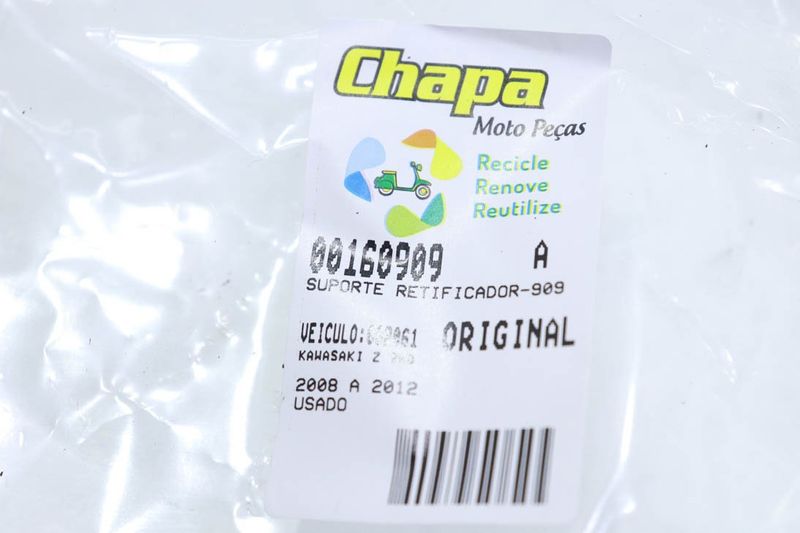 Chapa
Moto Peças
Recicle
Renove
Reutilize
00160909 A
SUPORTE RETIFICADOR-909
VEICULO: ORIGINAL
KAWASAKI Z
2008 A 2012
USADO